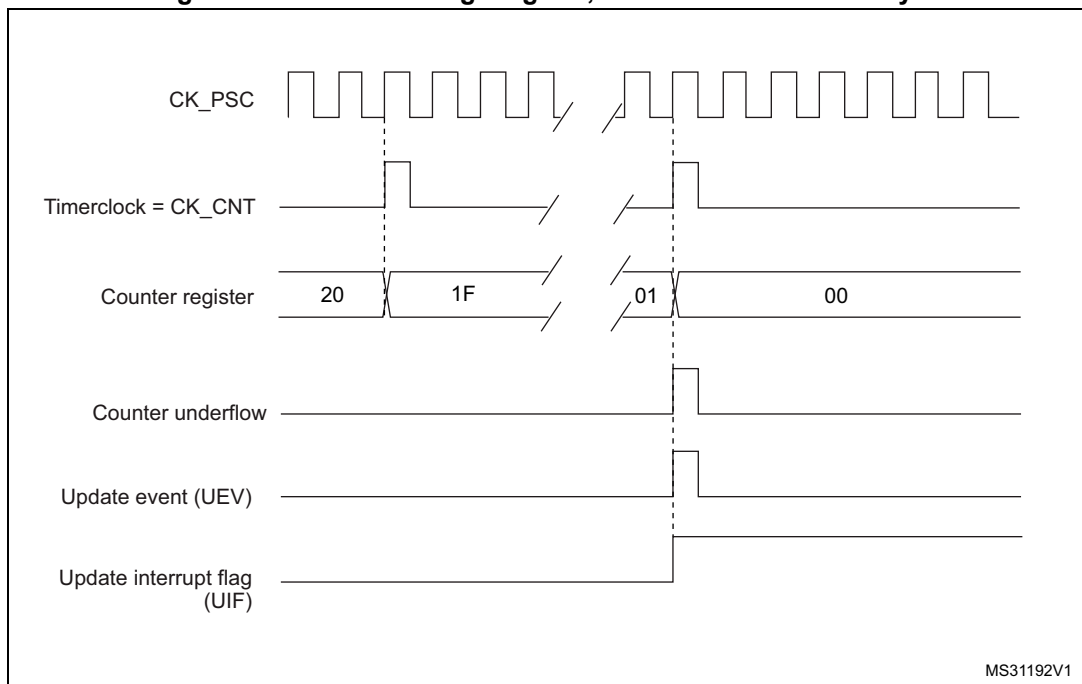 CK_PSC
Timerclock = CK_CNT
Counter register
20
1F
01
00
Counter underflow
Update event (UEV)
Update interrupt flag
(UIF)
MS31192V1